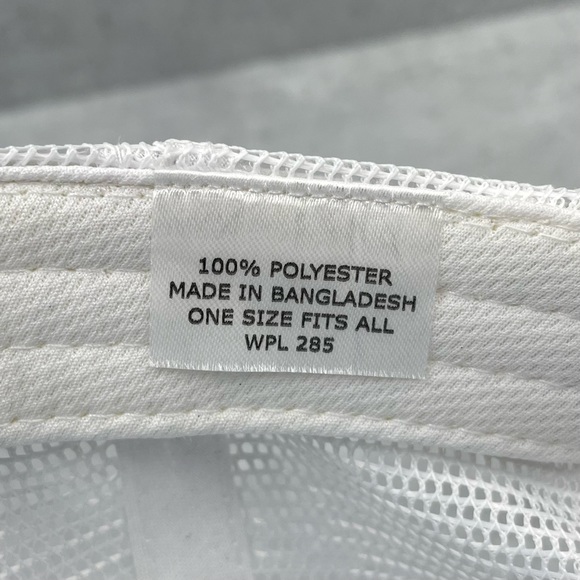 100% POLYESTER
MADE IN BANGLADESH
ONE SIZE FITS ALL
WPL 285